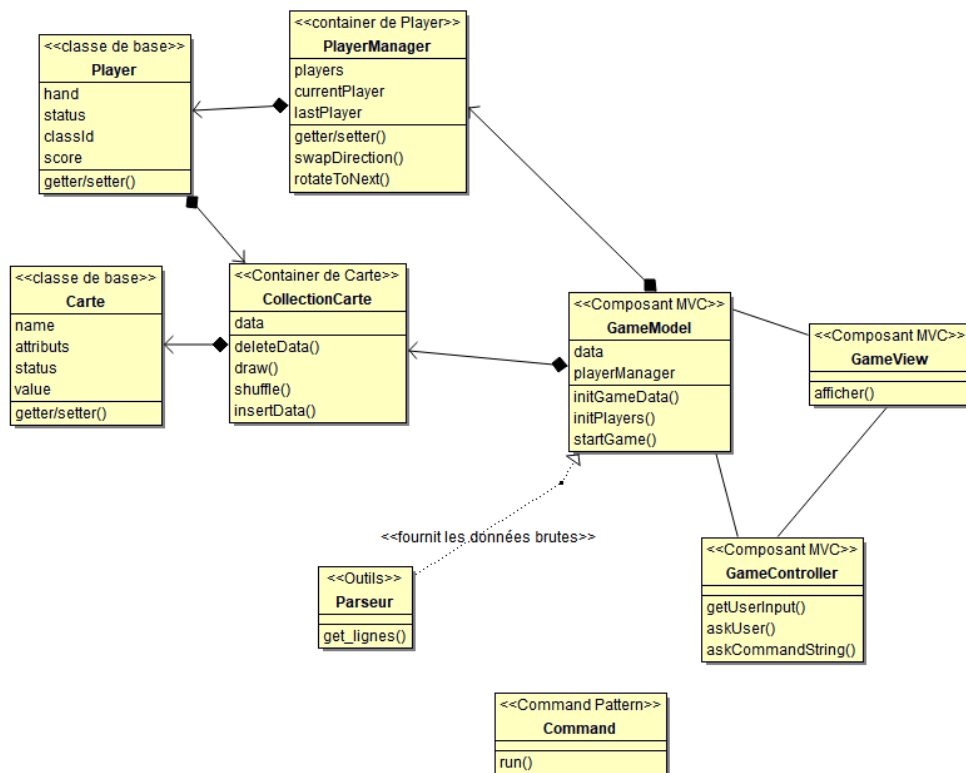 <<classe de base>>
Player
hand
status
classId
score
getter/setter()
<<container de Player>>
PlayerManager
players
currentPlayer
lastPlayer
getter/setter()
swapDirection()
rotateToNext()
<<classe de base>>
Carte
name
attributs
status
value
getter/setter()
<<Container de Carte>>
CollectionCarte
data
deleteData()
draw()
shuffle()
insertData()
<<Composant MVC>>
GameModel
data
playerManager
initGameData()
initPlayers()
startGame()
<<Composant MVC>>
GameView
afficher()
<<fournit les données brutes>>
<<Outils>>
Parseur
get_lignes()
<<Composant MVC>>
GameController
getUserInput()
askUser()
askCommandString()
<<Command Pattern>>
Command
run()